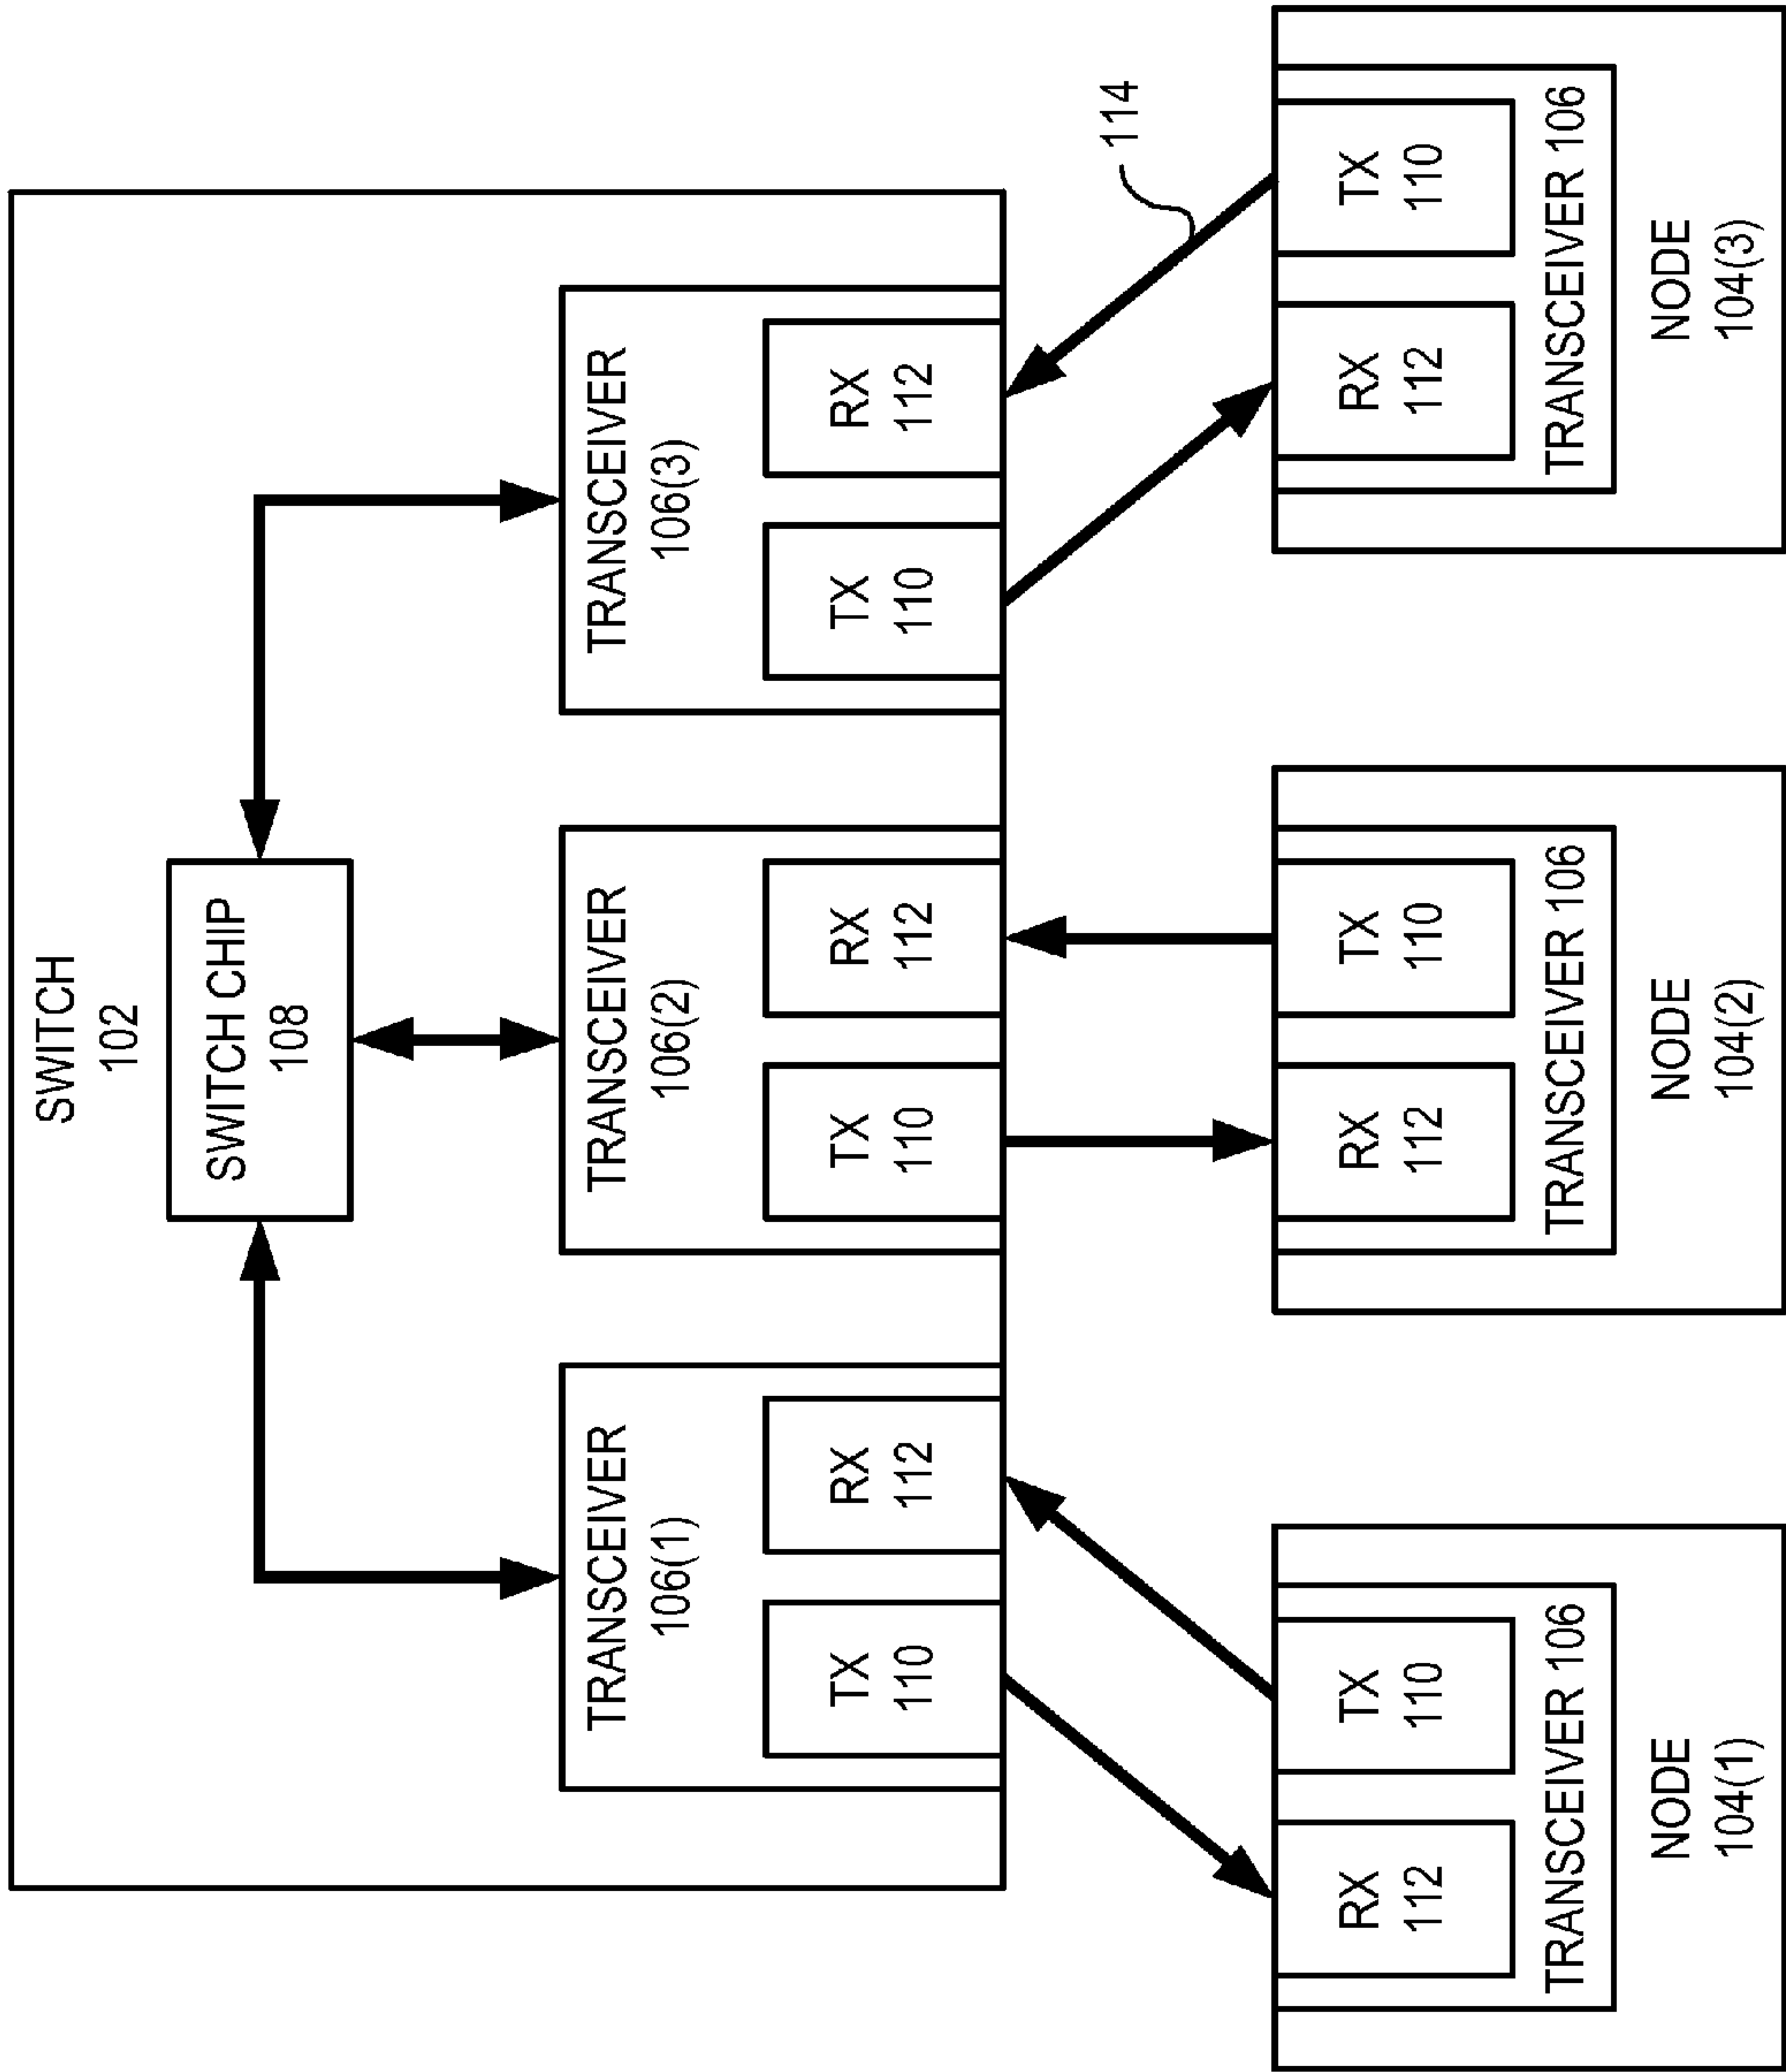 SWITCH
102
SWITCH CHIP
108
TRANSCEIVER
106(1)
TX
110
RX
112
TRANSCEIVER
106(2)
TX
110
RX
112
TRANSCEIVER
106(3)
TX
110
RX
112
114
RX
112
TX
110
TRANSCEIVER 106
NODE
104(1)
RX
112
TX
110
TRANSCEIVER 106
NODE
104(2)
RX
112
TX
110
TRANSCEIVER 106
NODE
104(3)